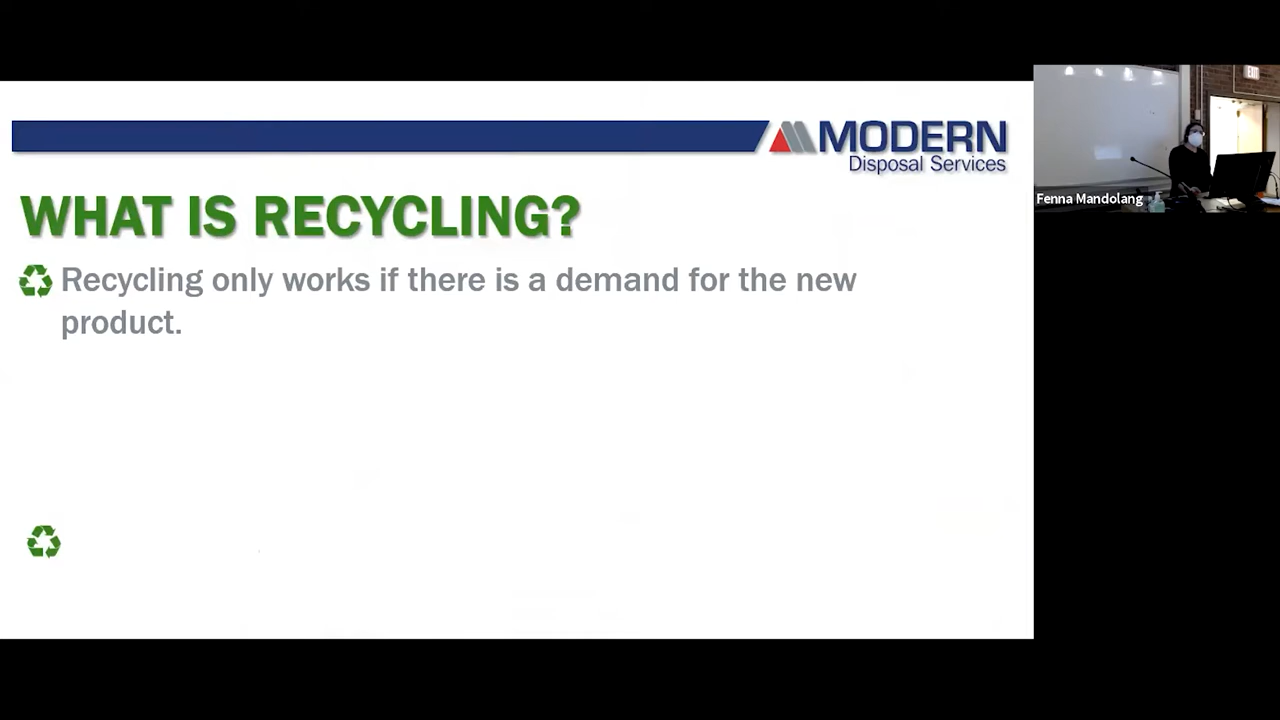 MODERN
Disposal Services
WHAT IS RECYCLING?
Recycling only works if there is a demand for the new
product.
EXIT
Fenna Mandolang